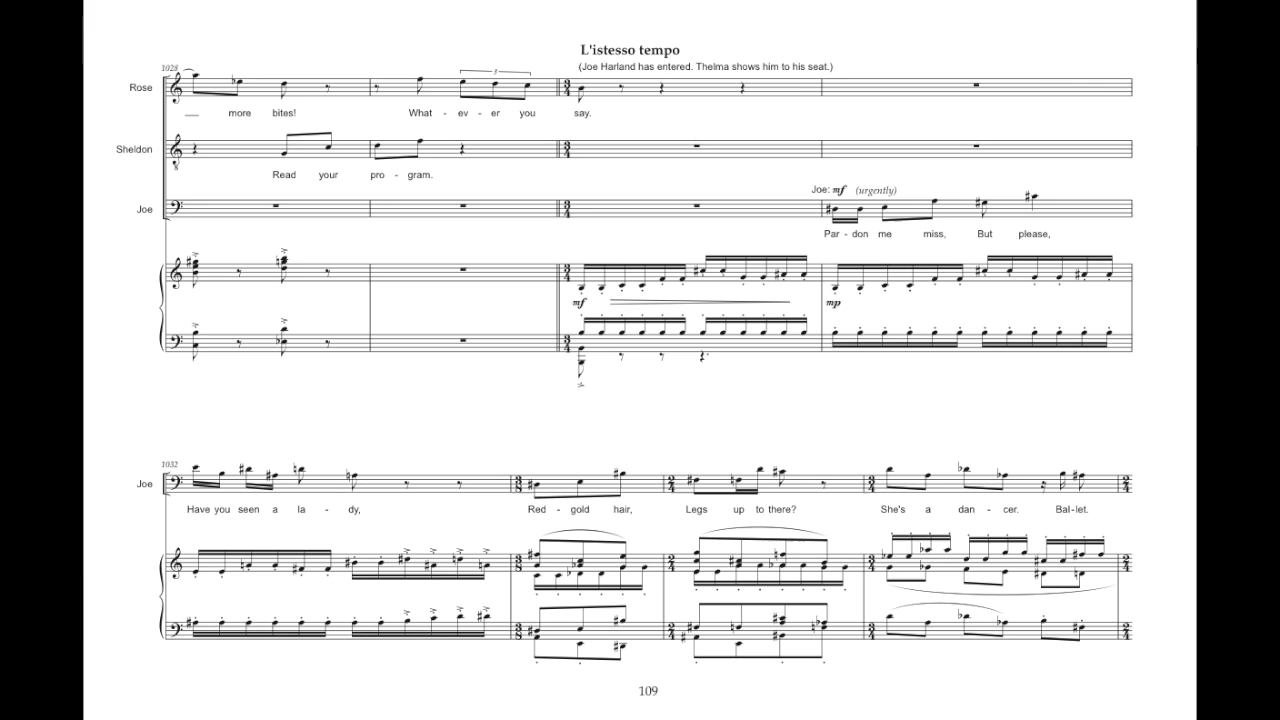 L'istesso tempo
(Joe Harland has entered. Thelma shows him to his seat.)
1028
3
Rose
more bites! What - ev - er you say.
Sheldon
Read your pro - gram.
Joe: mf (urgently)
Joe
Par - don me miss, But please,
mf mp
1032
Joe
Have you seen a la - dy, Red - gold hair, Legs up to there? She's a dan - cer. Bal-let.
109